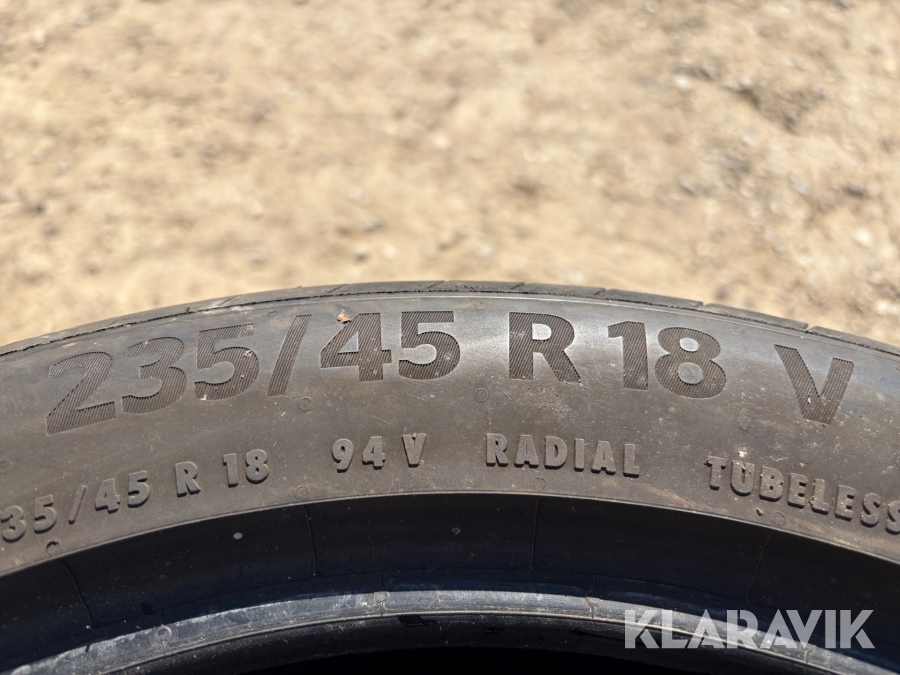 235/45 R 18 V
35/45 R 18 94 V RADIAL TUBELESS
KLARAVIK